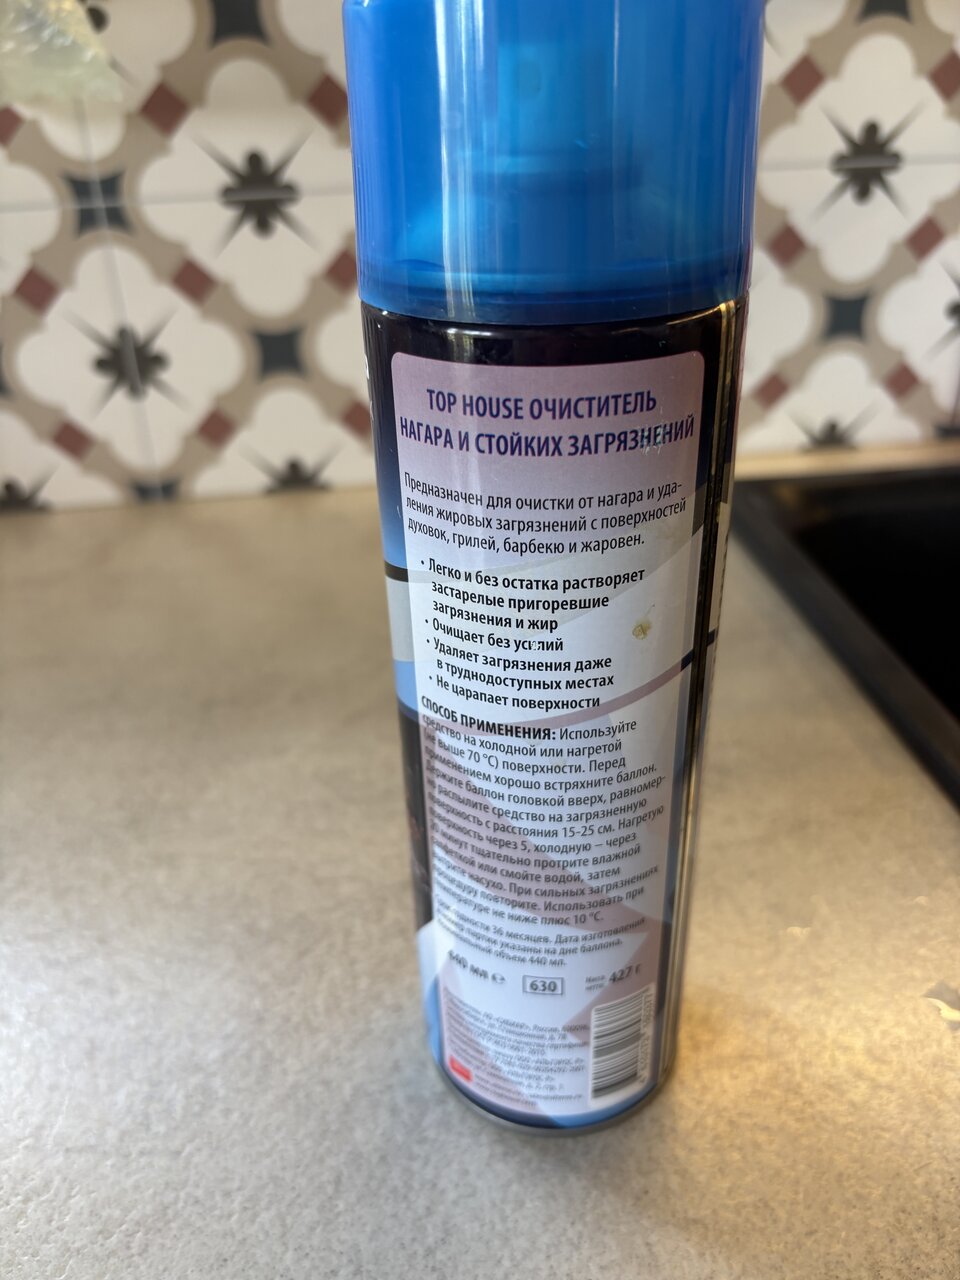 TOP HOUSE ОЧИСТИТЕЛЬ
НАГАРА И СТОЙКИХ ЗАГРЯЗНЕНИЙ
Предназначен для очистки от нагара и уда-
ления жировых загрязнений с поверхностей
духовок, грилей, барбекю и жаровен.
• Легко и без остатка растворяет
застарелые пригоревшие
загрязнения и жир
• Очищает без усилий
• Удаляет загрязнения даже
в труднодоступных местах
• Не царапает поверхности
СПОСОБ ПРИМЕНЕНИЯ: Используйте
средство на холодной или нагретой
(не выше 70 °С) поверхности. Перед
применением хорошо встряхните баллон.
Держите баллон головкой вверх, равномер-
но распылите средство на загрязненную
поверхность с расстояния 15-25 см. Нагретую
поверхность через 5, холодную – через
минут тщательно протрите влажной
салфеткой или смойте водой, затем
вытрите насухо. При сильных загрязнениях
процедуру повторите. Использовать при
температуре не ниже плюс 10 °С.
Срок годности 36 месяцев. Дата изготовления
и номер партии указаны на дне баллона.
Номинальный объем 440 мл.
440 мл ℮ 630 Масса нетто: 427 г